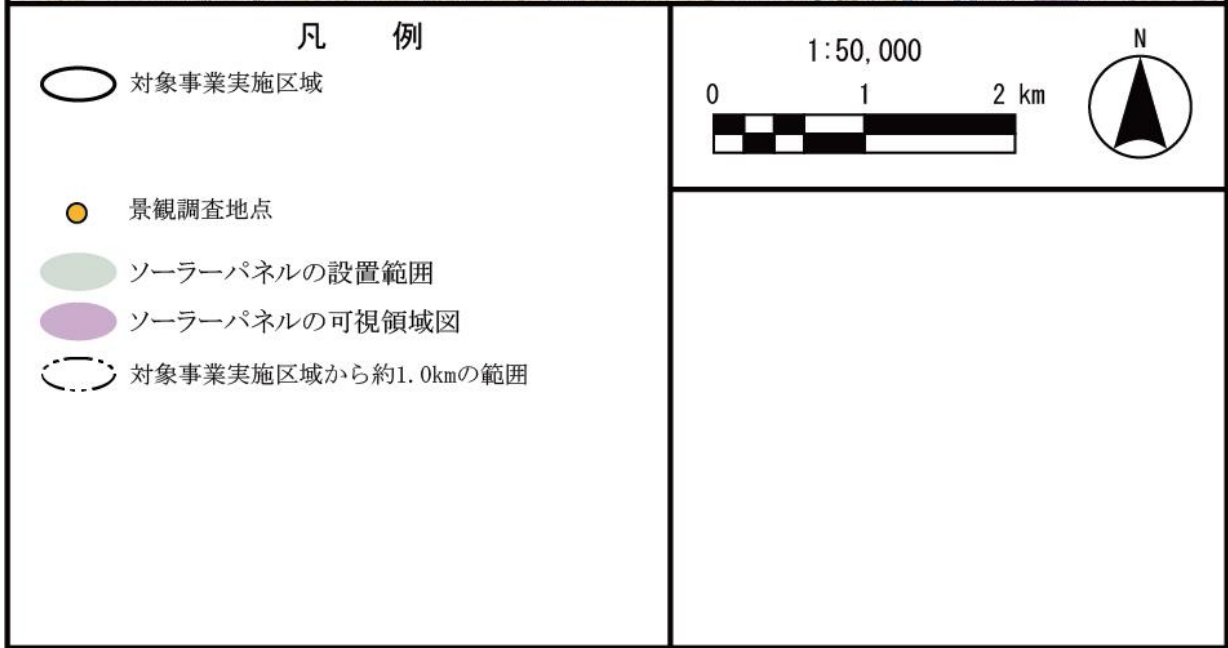 凡 例
対象事業実施区域
景観調査地点
ソーラーパネルの設置範囲
ソーラーパネルの可視領域図
対象事業実施区域から約1.0kmの範囲
1:50,000
0 1 2 km
N